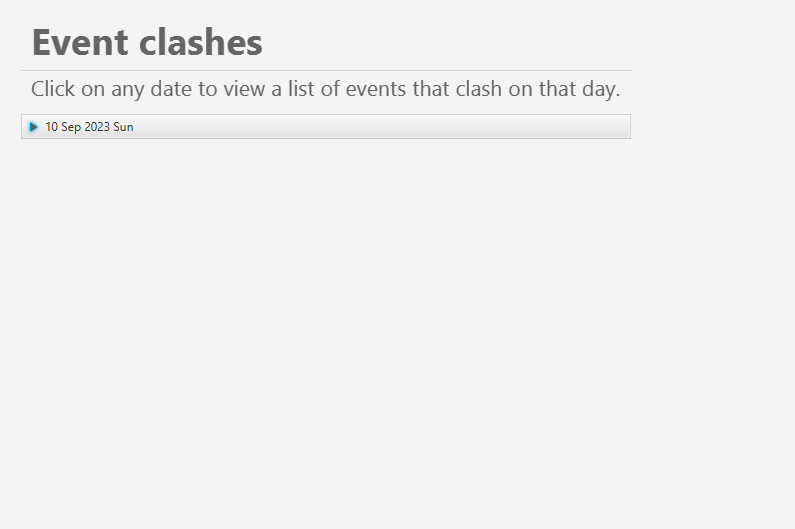 Event clashes
Click on any date to view a list of events that clash on that day.
10 Sep 2023 Sun